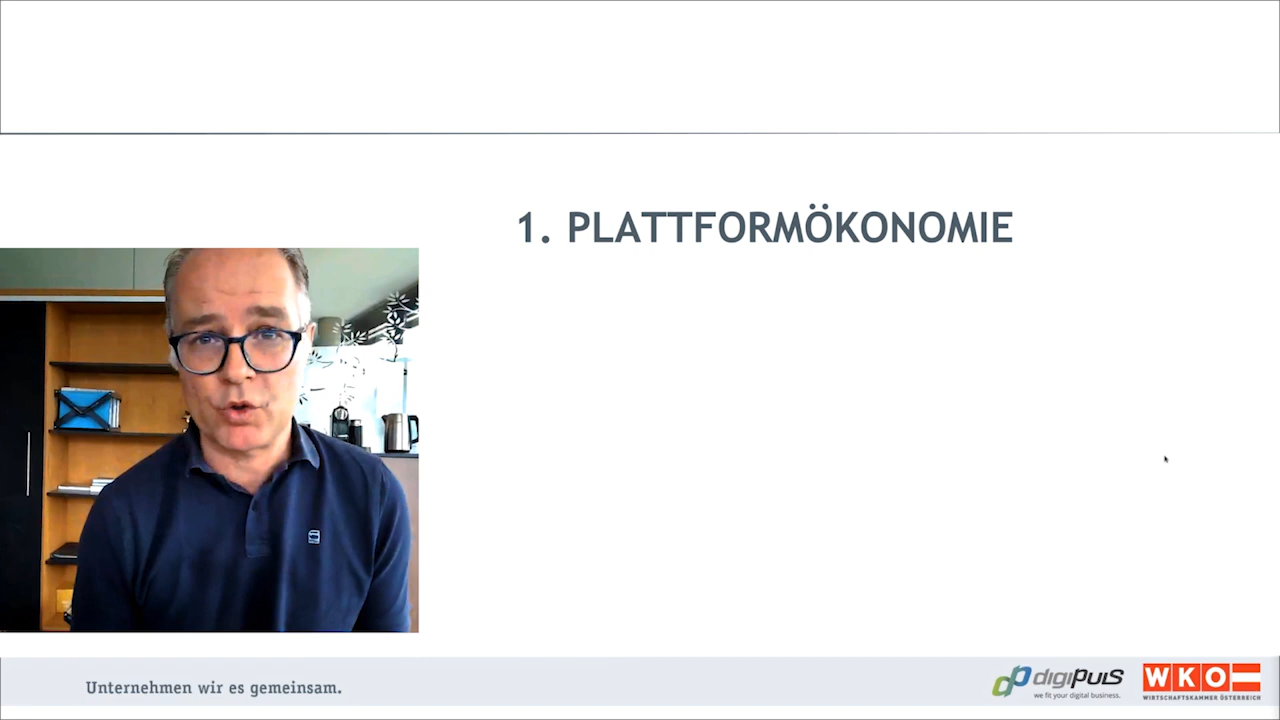 1. PLATTFORMÖKONOMIE
Unternehmen wir es gemeinsam.
digiPULS
we fit your digital business.
WKO
WIRTSCHAFTSKAMMER ÖSTERREICH